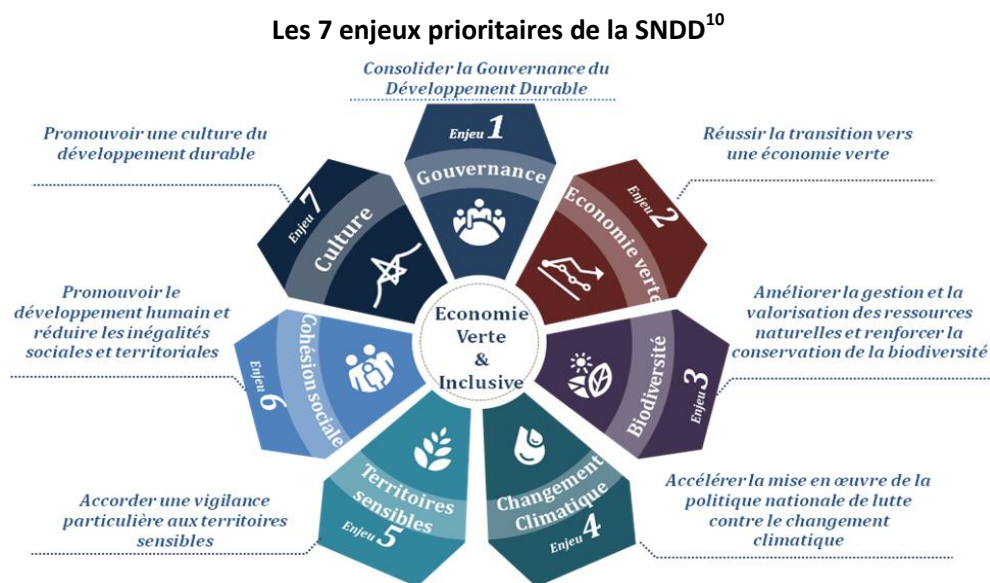 Les 7 enjeux prioritaires de la SNDD10
Consolider la Gouvernance du
Développement Durable
Enjeu 1
Gouvernance
Réussir la transition vers
une économie verte
Enjeu 2
Economie verte
Améliorer la gestion et la
valorisation des ressources
naturelles et renforcer la
conservation de la biodiversité
Enjeu 3
Biodiversité
Accélérer la mise en œuvre de la
politique nationale de lutte
contre le changement
climatique
Enjeu 4
Changement
Climatique
Accorder une vigilance
particulière aux territoires
sensibles
Enjeu 5
Territoires
sensibles
Promouvoir le
développement humain et
réduire les inégalités
sociales et territoriales
Enjeu 6
Cohésion sociale
Promouvoir une culture du
développement durable
Enjeu 7
Culture
Economie
Verte
&
Inclusive